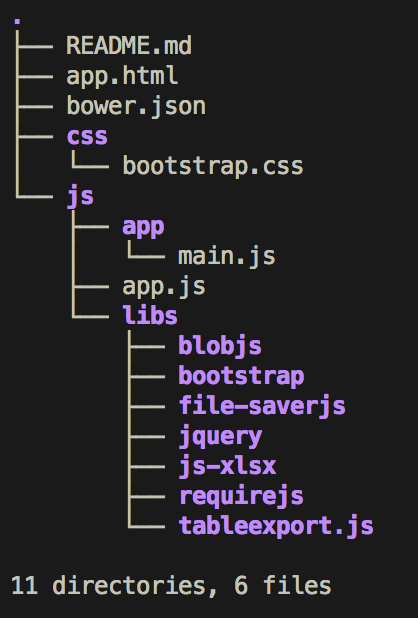 .
├── README.md
├── app.html
├── bower.json
├── css
│   └── bootstrap.css
└── js
    ├── app
    │   └── main.js
    ├── app.js
    └── libs
        ├── blobjs
        ├── bootstrap
        ├── file-saverjs
        ├── jquery
        ├── js-xlsx
        ├── requirejs
        └── tableexport.js

11 directories, 6 files